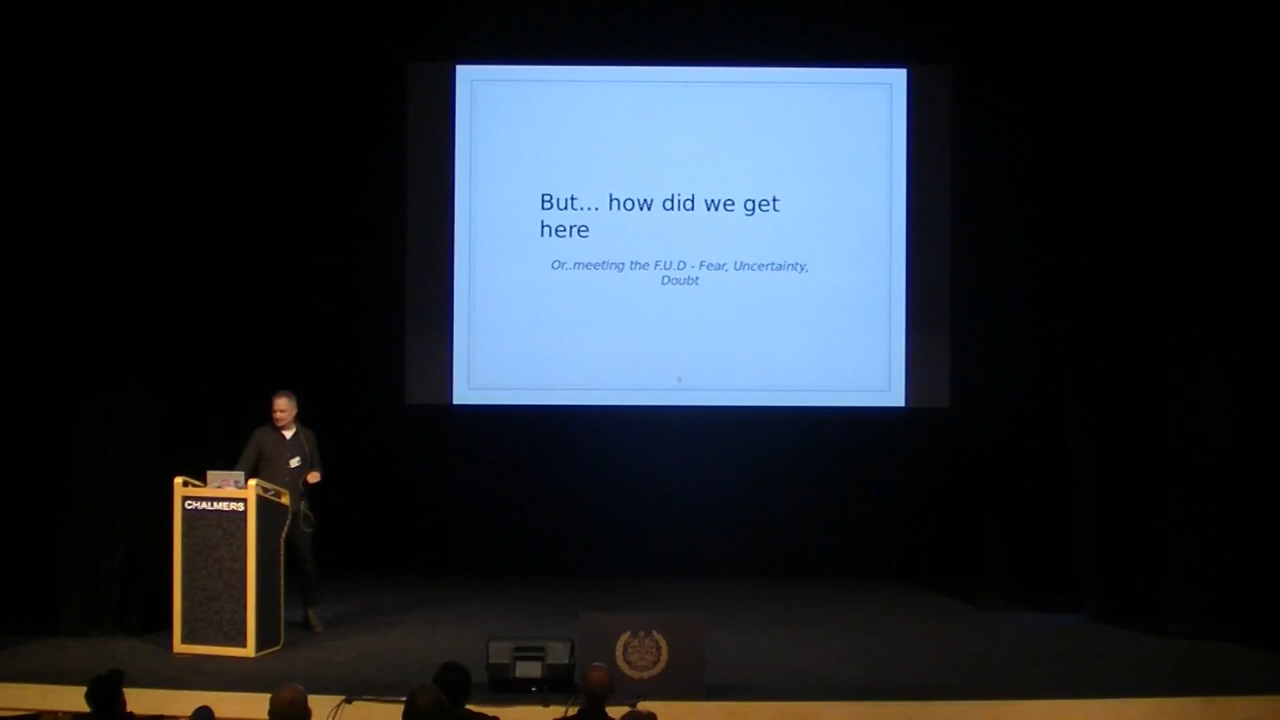 But... how did we get
here
Or..meeting the F.U.D - Fear, Uncertainty,
Doubt
CHALMERS